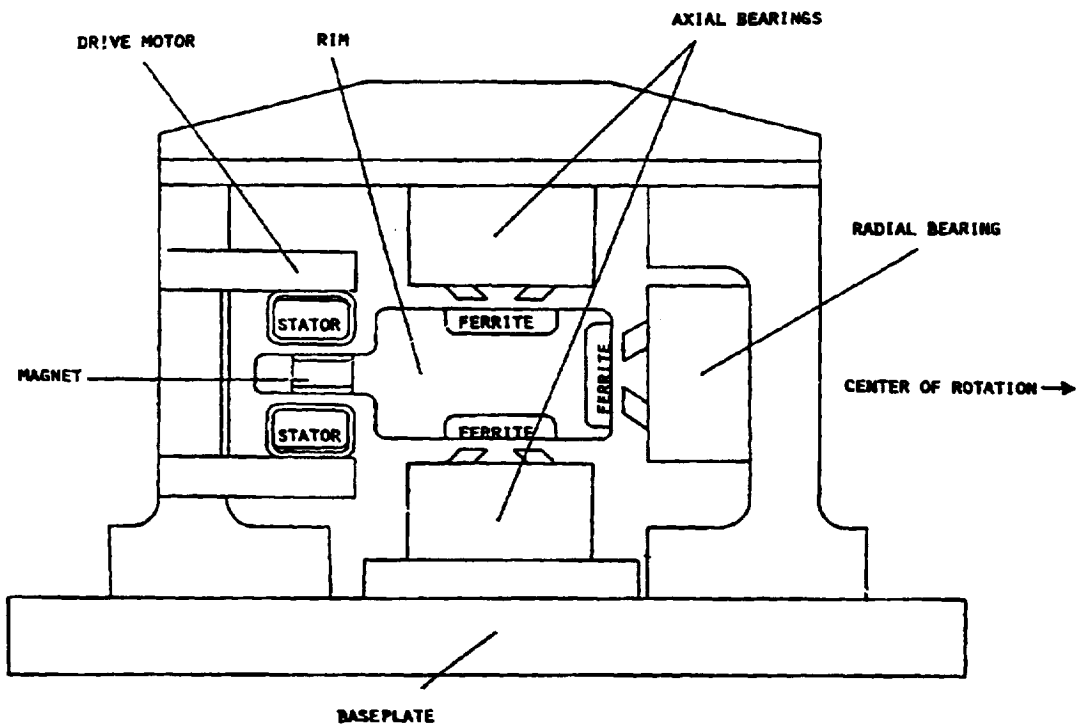 AXIAL BEARINGS
DRIVE MOTOR
RIM
RADIAL BEARING
STATOR
FERRITE
FERRITE
MAGNET
CENTER OF ROTATION
STATOR
FERRITE
BASEPLATE